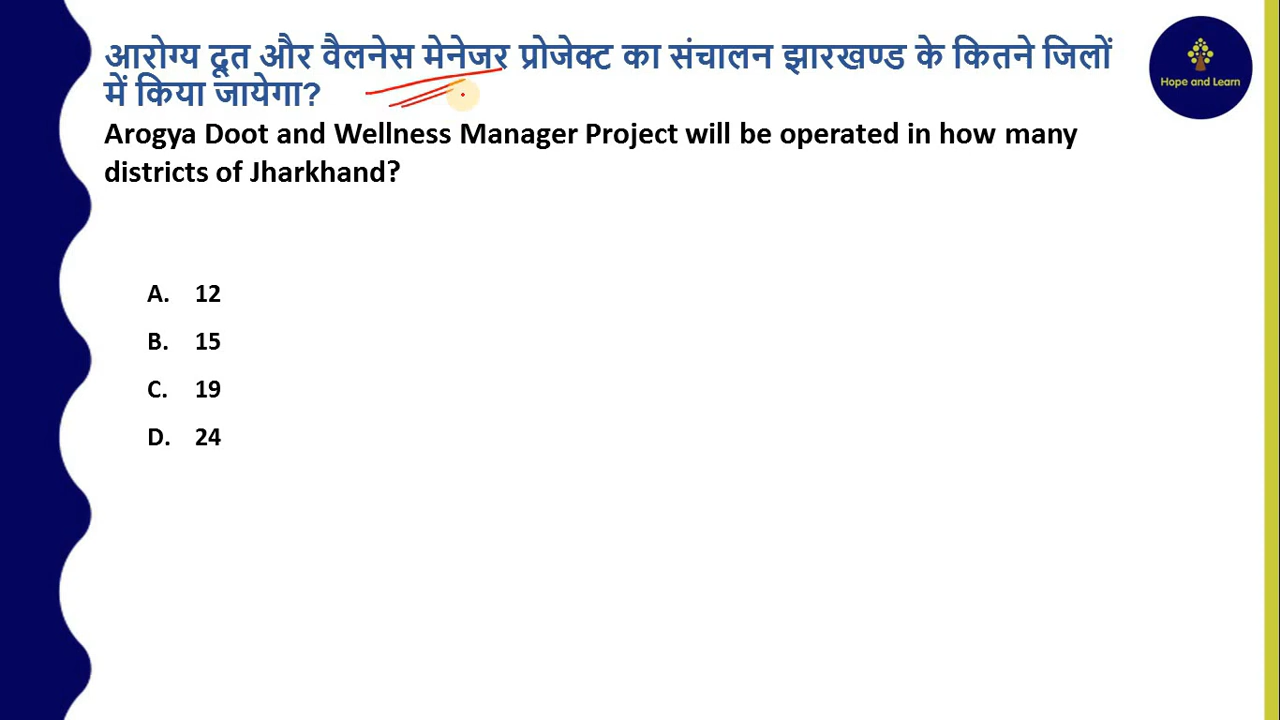 आरोग्य दूत और वैलनेस मेनेजर प्रोजेक्ट का संचालन झारखण्ड के कितने जिलों
में किया जायेगा?
Arogya Doot and Wellness Manager Project will be operated in how many
districts of Jharkhand?
Hope and Learn
A. 12
B. 15
C. 19
D. 24